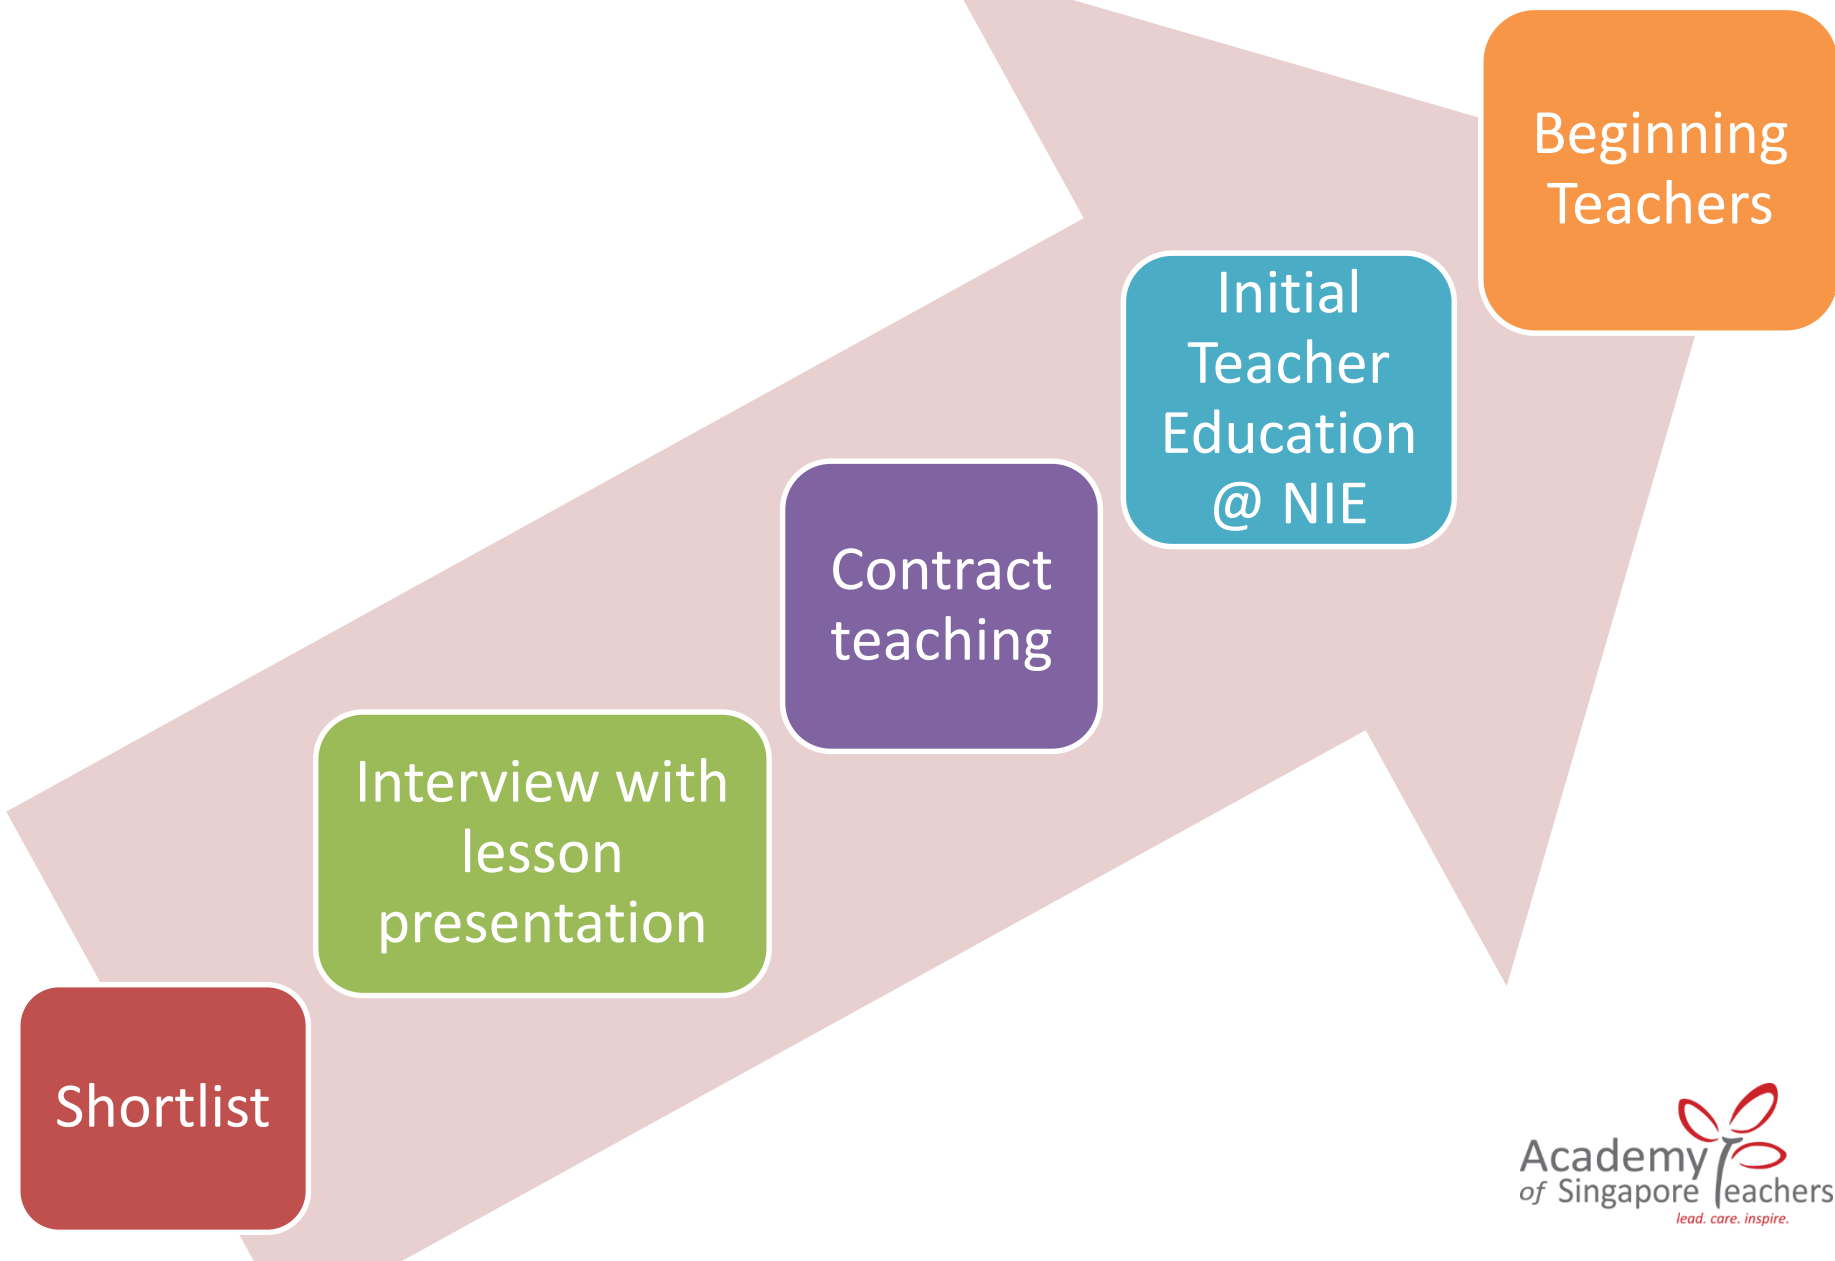 Beginning
Teachers
Initial
Teacher
Education
@ NIE
Contract
teaching
Interview with
lesson
presentation
Shortlist
Academy
of Singapore Teachers
lead. care. inspire.